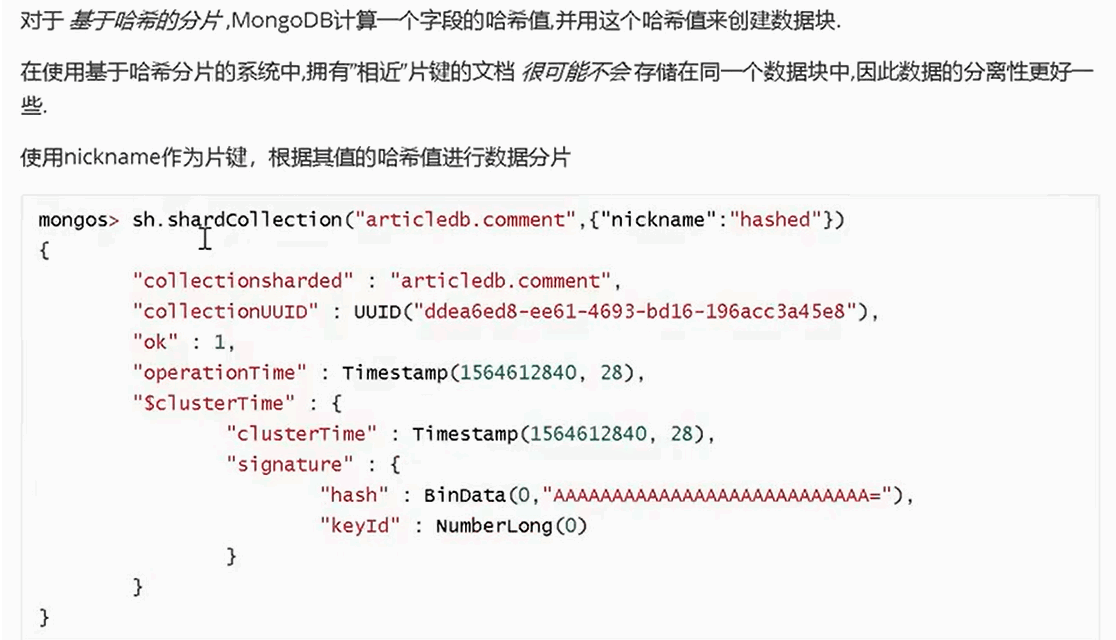 对于 基于哈希的分片 ,MongoDB计算一个字段的哈希值,并用这个哈希值来创建数据块.
在使用基于哈希分片的系统中,拥有”相近”片键的文档 很可能不会 存储在同一个数据块中,因此数据的分离性更好一
些.
使用nickname作为片键，根据其值的哈希值进行数据分片
mongos> sh.shardCollection("articledb.comment",{"nickname":"hashed"})
{
"collectionsharded" : "articledb.comment",
"collectionUUID" : UUID("ddea6ed8-ee61-4693-bd16-196acc3a45e8"),
"ok" : 1,
"operationTime" : Timestamp(1564612840, 28),
"$clusterTime" : {
"clusterTime" : Timestamp(1564612840, 28),
"signature" : {
"hash" : BinData(0,"AAAAAAAAAAAAAAAAAAAAAAAAAAA="),
"keyId" : NumberLong(0)
}
}
}